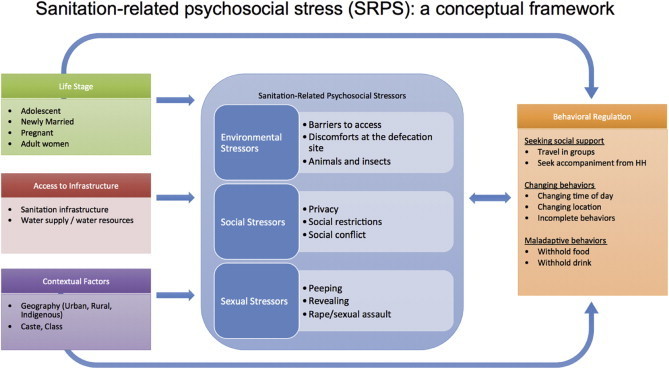 Sanitation-related psychosocial stress (SRPS): a conceptual framework
Life Stage
• Adolescent
• Newly Married
• Pregnant
• Adult women
Access to Infrastructure
• Sanitation infrastructure
• Water supply / water resources
Contextual Factors
• Geography (Urban, Rural,
Indigenous)
• Caste, Class
Sanitation-Related Psychosocial Stressors
Environmental
Stressors
• Barriers to access
• Discomforts at the defecation
site
• Animals and insects
Social Stressors
• Privacy
• Social restrictions
• Social conflict
Sexual Stressors
• Peeping
• Revealing
• Rape/sexual assault
Behavioral Regulation
Seeking social support
• Travel in groups
• Seek accompaniment from HH
Changing behaviors
• Changing time of day
• Changing location
• Incomplete behaviors
Maladaptive behaviors
• Withhold food
• Withhold drink